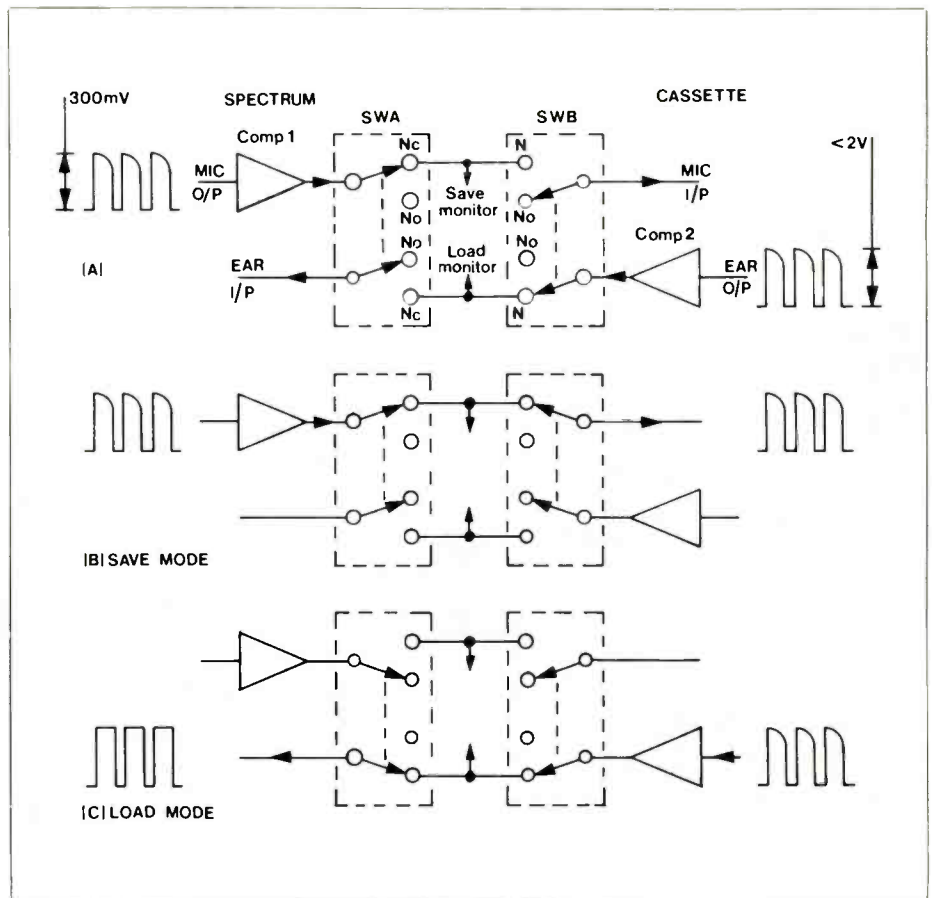 300mV
SPECTRUM
CASSETTE
SWA
SWB
<2V
Comp 1
Nc
N
MIC
O/P
MIC
I/P
Save
monitor
No
No
No
No
Comp 2
Load
monitor
|A|
EAR
I/P
EAR
O/P
Nc
N
|B| SAVE MODE
|C| LOAD MODE